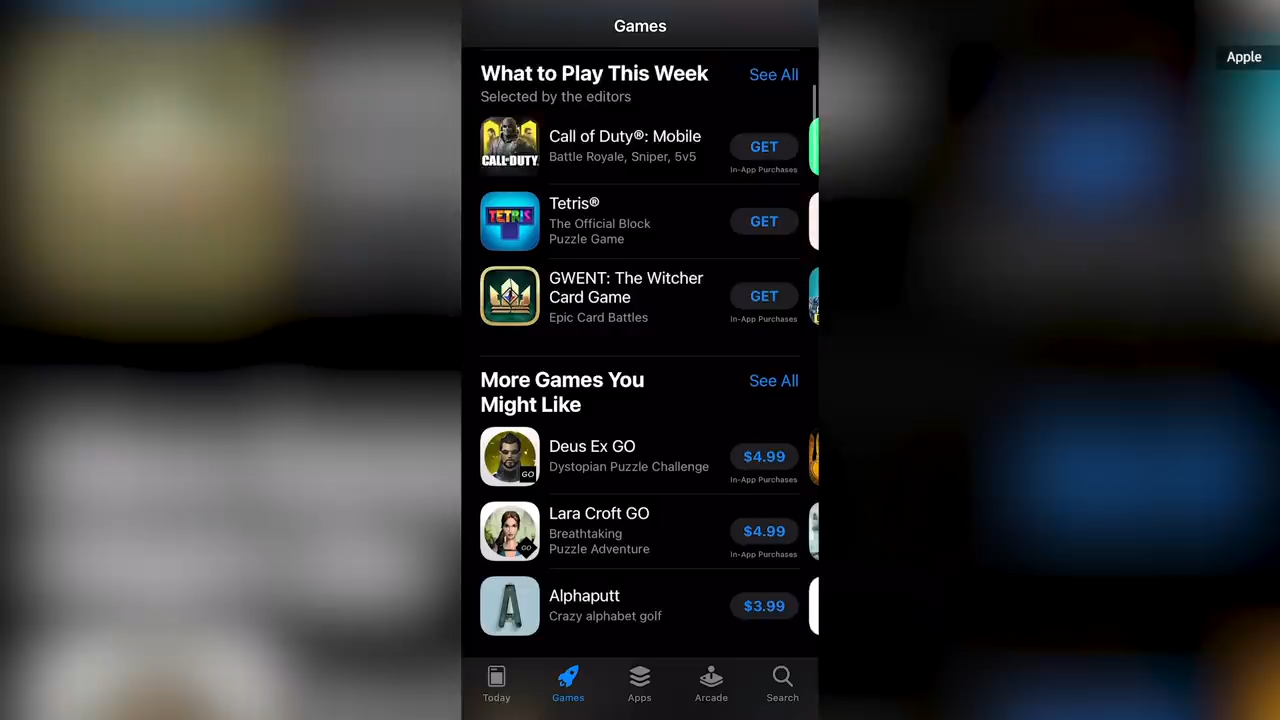 Games
Apple
What to Play This Week
See All
Selected by the editors
CALL OF DUTY
Call of Duty®: Mobile
Battle Royale, Sniper, 5v5
GET
In-App Purchases
TETRIS
Tetris®
The Official Block
Puzzle Game
GET
GWENT: The Witcher
Card Game
Epic Card Battles
GET
In-App Purchases
More Games You
Might Like
See All
GO
Deus Ex GO
Dystopian Puzzle Challenge
$4.99
In-App Purchases
GO
Lara Croft GO
Breathtaking
Puzzle Adventure
$4.99
In-App Purchases
A
Alphaputt
Crazy alphabet golf
$3.99
Today
Games
Apps
Arcade
Search